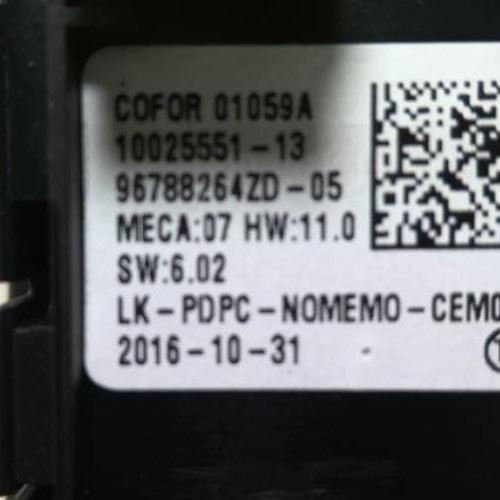 COFOR 01059A
10025551-13
96788264ZD-05
MECA:07 HW:11.0
SW:6.02
LK-PDPC-NOMEMO-CEM
2016-10-31